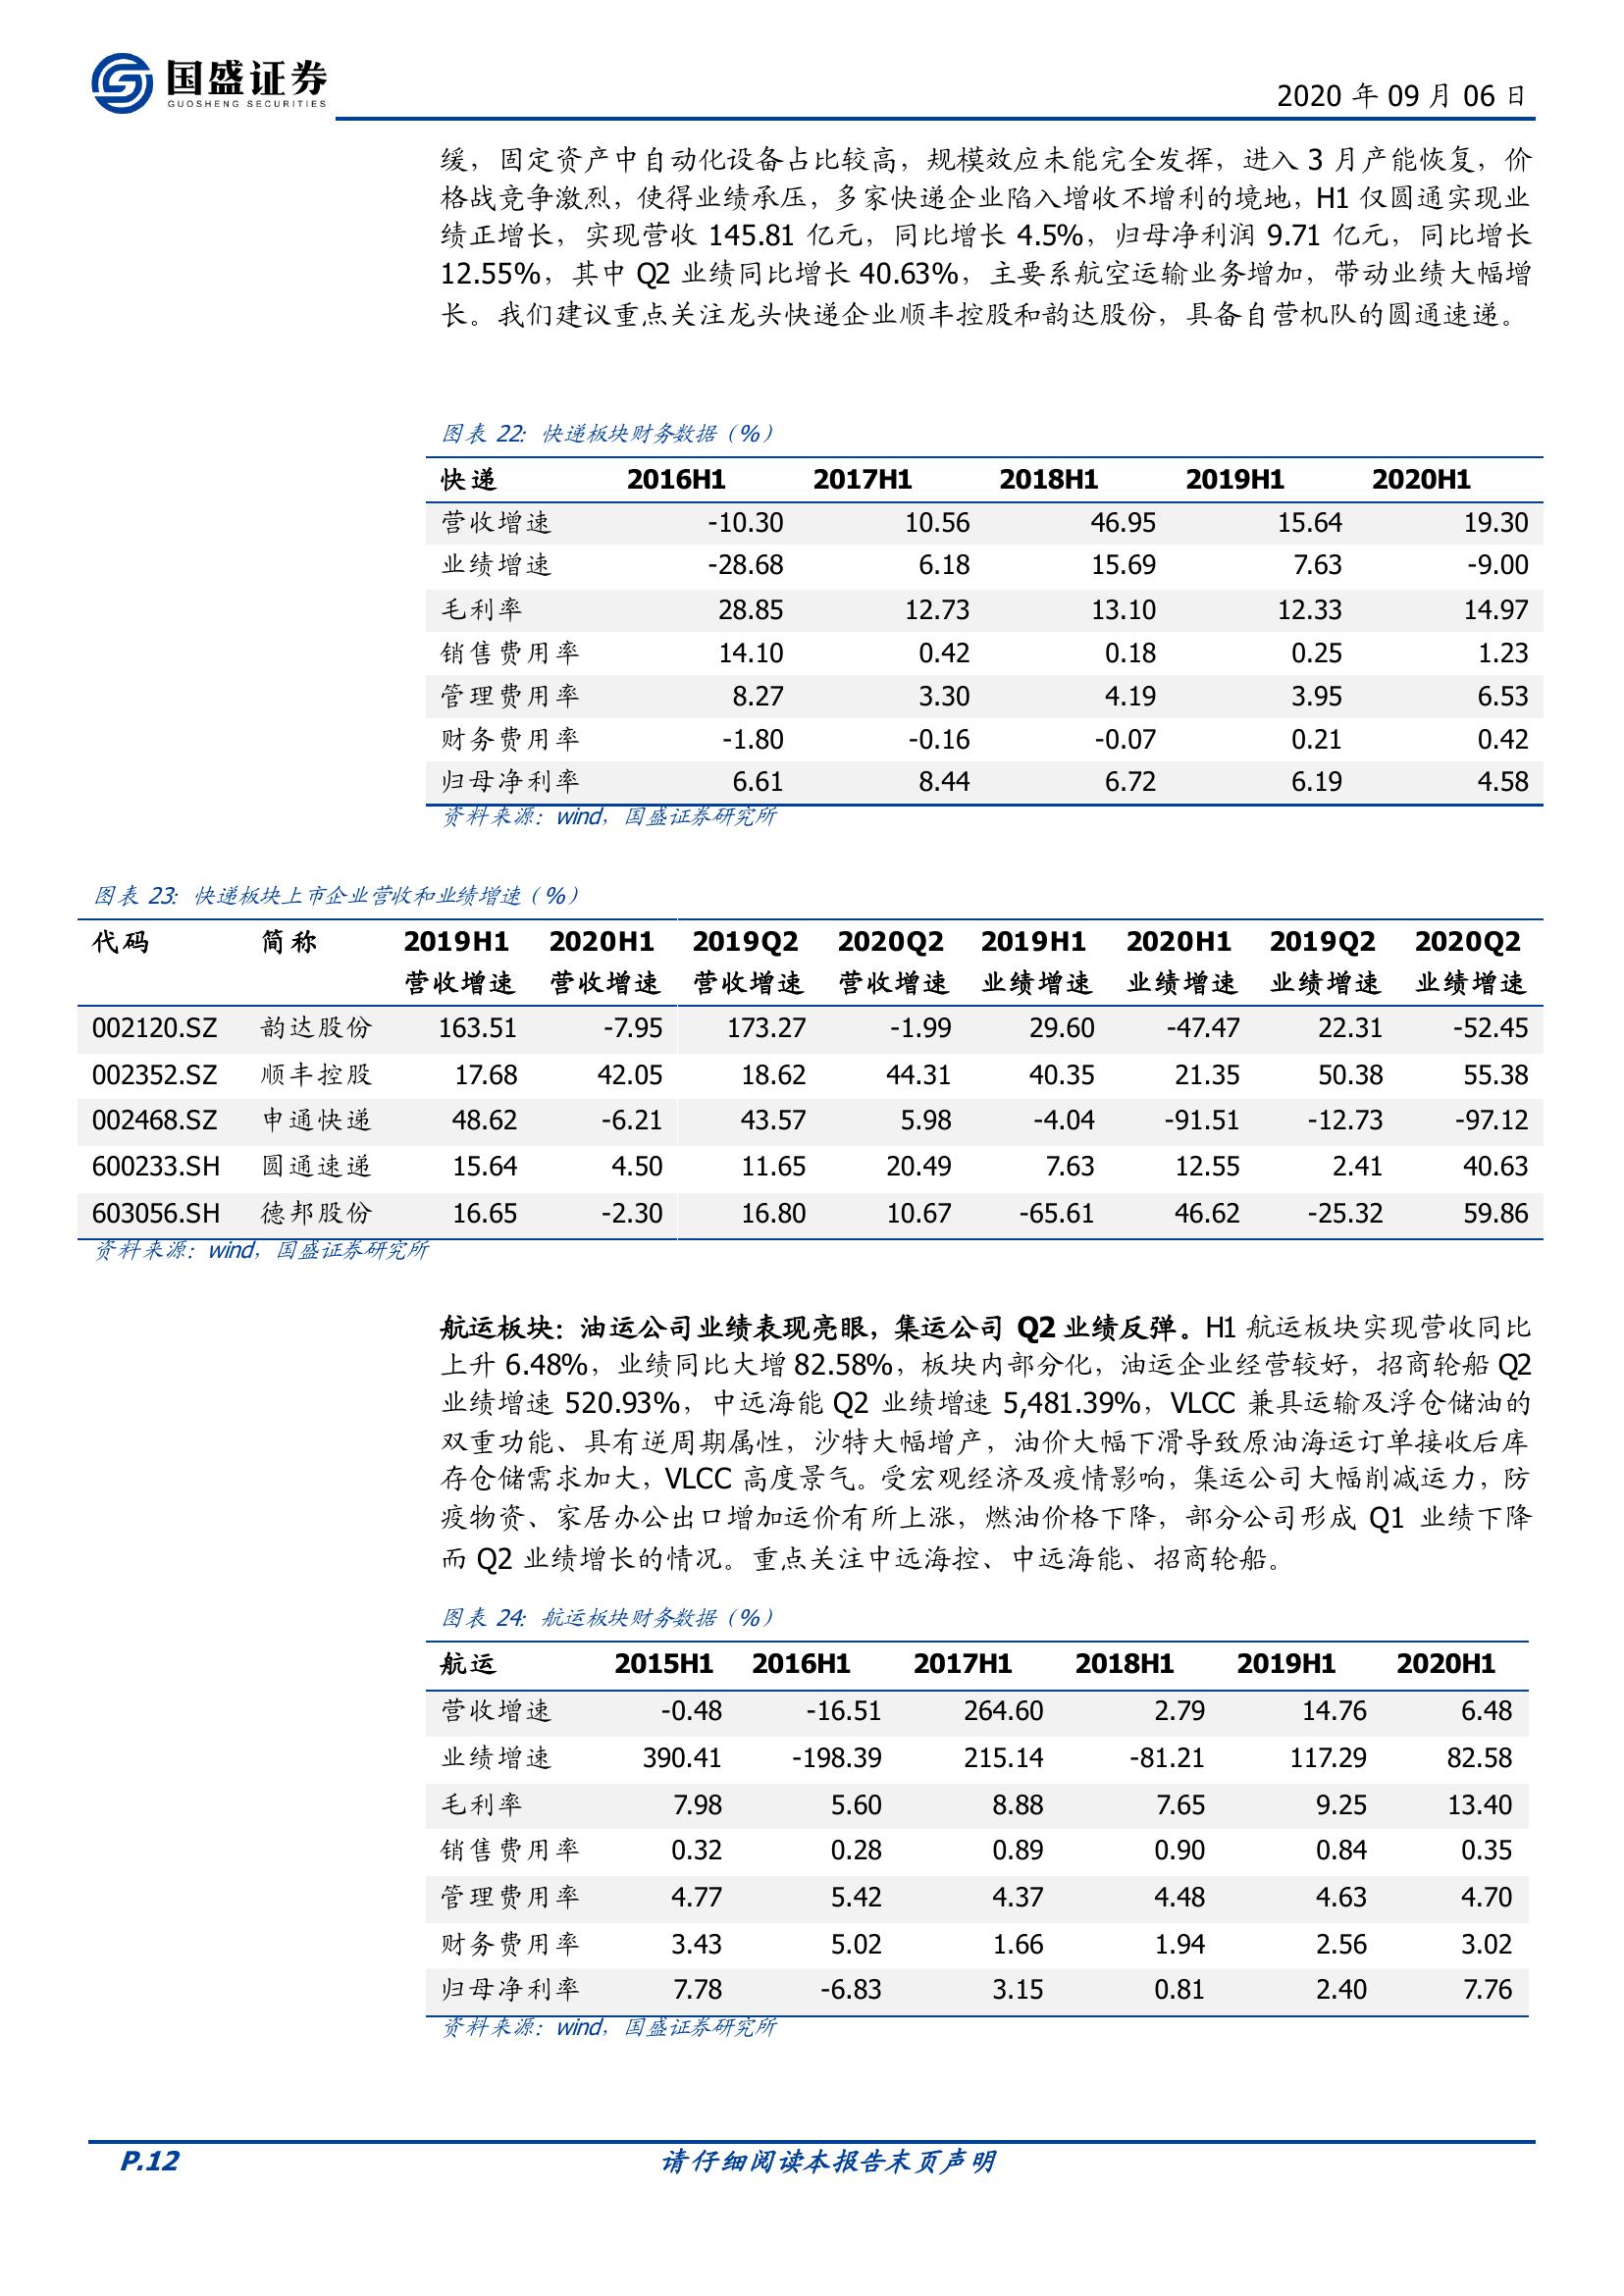 国盛证券
GUOSHENG SECURITIES
2020 年 09 月 06 日
缓，固定资产中自动化设备占比较高，规模效应未能完全发挥，进入 3 月产能恢复，价
格战竞争激烈，使得业绩承压，多家快递企业陷入增收不增利的境地，H1 仅圆通实现业
绩正增长，实现营收 145.81 亿元，同比增长 4.5%，归母净利润 9.71 亿元，同比增长
12.55%，其中 Q2 业绩同比增长 40.63%，主要系航空运输业务增加，带动业绩大幅增
长。我们建议重点关注龙头快递企业顺丰控股和韵达股份，具备自营机队的圆通速递。
图表 22：快递板块财务数据（%）
快递 2016H1 2017H1 2018H1 2019H1 2020H1
营收增速 -10.30 10.56 46.95 15.64 19.30
业绩增速 -28.68 6.18 15.69 7.63 -9.00
毛利率 28.85 12.73 13.10 12.33 14.97
销售费用率 14.10 0.42 0.18 0.25 1.23
管理费用率 8.27 3.30 4.19 3.95 6.53
财务费用率 -1.80 -0.16 -0.07 0.21 0.42
归母净利率 6.61 8.44 6.72 6.19 4.58
资料来源：wind，国盛证券研究所
图表 23：快递板块上市企业营收和业绩增速（%）
代码 简称 2019H1 2020H1 2019Q2 2020Q2 2019H1 2020H1 2019Q2 2020Q2
营收增速 营收增速 营收增速 营收增速 业绩增速 业绩增速 业绩增速 业绩增速
002120.SZ 韵达股份 163.51 -7.95 173.27 -1.99 29.60 -47.47 22.31 -52.45
002352.SZ 顺丰控股 17.68 42.05 18.62 44.31 40.35 21.35 50.38 55.38
002468.SZ 申通快递 48.62 -6.21 43.57 5.98 -4.04 -91.51 -12.73 -97.12
600233.SH 圆通速递 15.64 4.50 11.65 20.49 7.63 12.55 2.41 40.63
603056.SH 德邦股份 16.65 -2.30 16.80 10.67 -65.61 46.62 -25.32 59.86
资料来源：wind，国盛证券研究所
航运板块：油运公司业绩表现亮眼，集运公司 Q2 业绩反弹。H1 航运板块实现营收同比
上升 6.48%，业绩同比大增 82.58%，板块内部分化，油运企业经营较好，招商轮船 Q2
业绩增速 520.93%，中远海能 Q2 业绩增速 5,481.39%，VLCC 兼具运输及浮仓储油的
双重功能、具有逆周期属性，沙特大幅增产，油价大幅下滑导致原油海运订单接收后库
存仓储需求加大，VLCC 高度景气。受宏观经济及疫情影响，集运公司大幅削减运力，防
疫物资、家居办公出口增加运价有所上涨，燃油价格下降，部分公司形成 Q1 业绩下降
而 Q2 业绩增长的情况。重点关注中远海控、中远海能、招商轮船。
图表 24：航运板块财务数据（%）
航运 2015H1 2016H1 2017H1 2018H1 2019H1 2020H1
营收增速 -0.48 -16.51 264.60 2.79 14.76 6.48
业绩增速 390.41 -198.39 215.14 -81.21 117.29 82.58
毛利率 7.98 5.60 8.88 7.65 9.25 13.40
销售费用率 0.32 0.28 0.89 0.90 0.84 0.35
管理费用率 4.77 5.42 4.37 4.48 4.63 4.70
财务费用率 3.43 5.02 1.66 1.94 2.56 3.02
归母净利率 7.78 -6.83 3.15 0.81 2.40 7.76
资料来源：wind，国盛证券研究所
P.12 请仔细阅读本报告末页声明